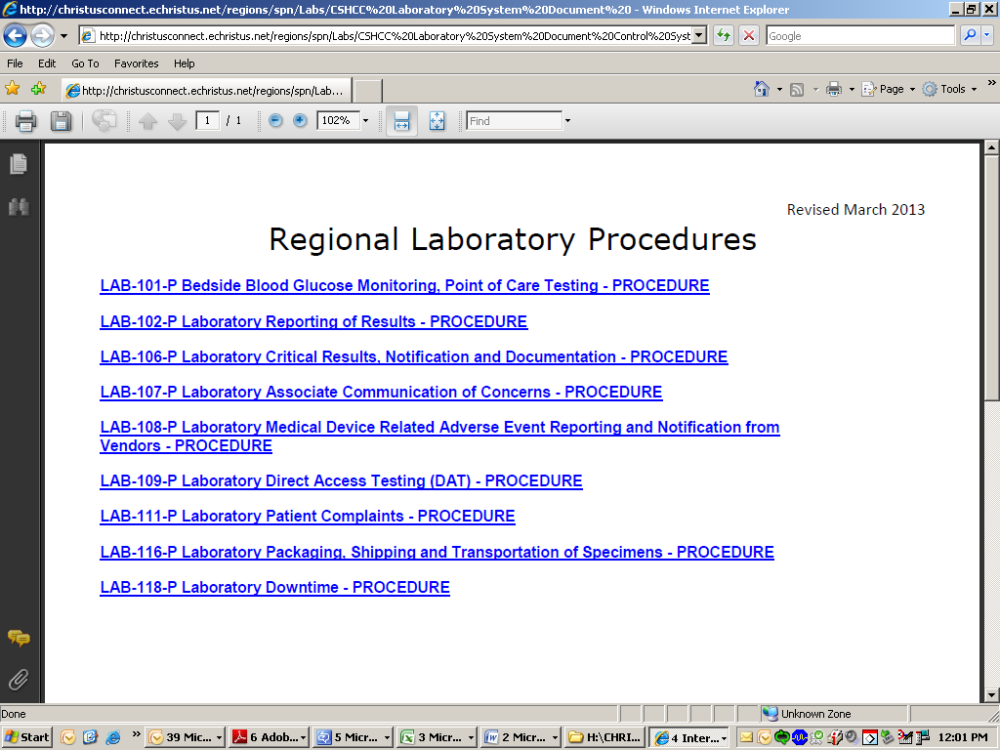 http://christusconnect.echristus.net/regions/spn/Labs/CSHCC%20Laboratory%20System%20Document%20 - Windows Internet Explorer
http://christusconnect.echristus.net/regions/spn/Labs/CSHCC%20Laboratory%20System%20Document%20Control%20Syst
Google
File Edit Go To Favorites Help
http://christusconnect.echristus.net/regions/spn/Lab...
Page Tools
1 / 1 102% Find
Revised March 2013
Regional Laboratory Procedures
LAB-101-P Bedside Blood Glucose Monitoring, Point of Care Testing - PROCEDURE
LAB-102-P Laboratory Reporting of Results - PROCEDURE
LAB-106-P Laboratory Critical Results, Notification and Documentation - PROCEDURE
LAB-107-P Laboratory Associate Communication of Concerns - PROCEDURE
LAB-108-P Laboratory Medical Device Related Adverse Event Reporting and Notification from
Vendors - PROCEDURE
LAB-109-P Laboratory Direct Access Testing (DAT) - PROCEDURE
LAB-111-P Laboratory Patient Complaints - PROCEDURE
LAB-116-P Laboratory Packaging, Shipping and Transportation of Specimens - PROCEDURE
LAB-118-P Laboratory Downtime - PROCEDURE
Done Unknown Zone
Start 39 Mic... 6 Adob... 5 Micr... 3 Micr... 2 Micr... H:\CHRI... 4 Inter... 12:01 PM